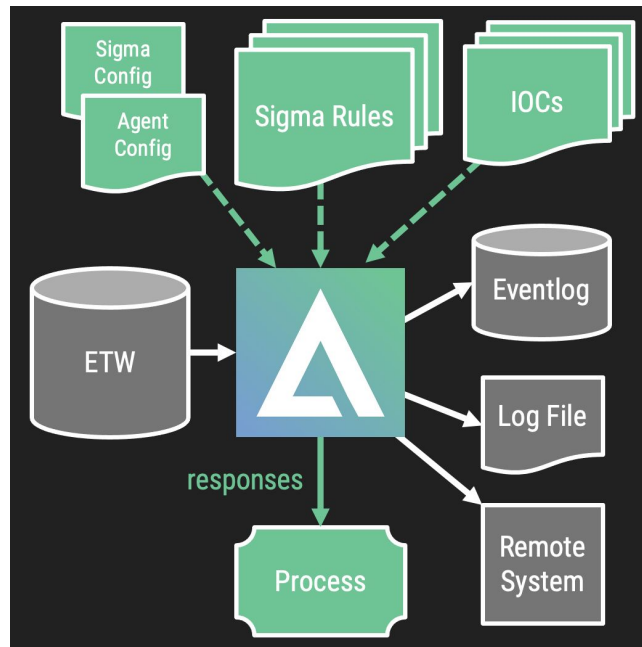 Sigma
Config
Agent
Config
Sigma Rules
IOCs
ETW
Eventlog
Log File
responses
Process
Remote
System